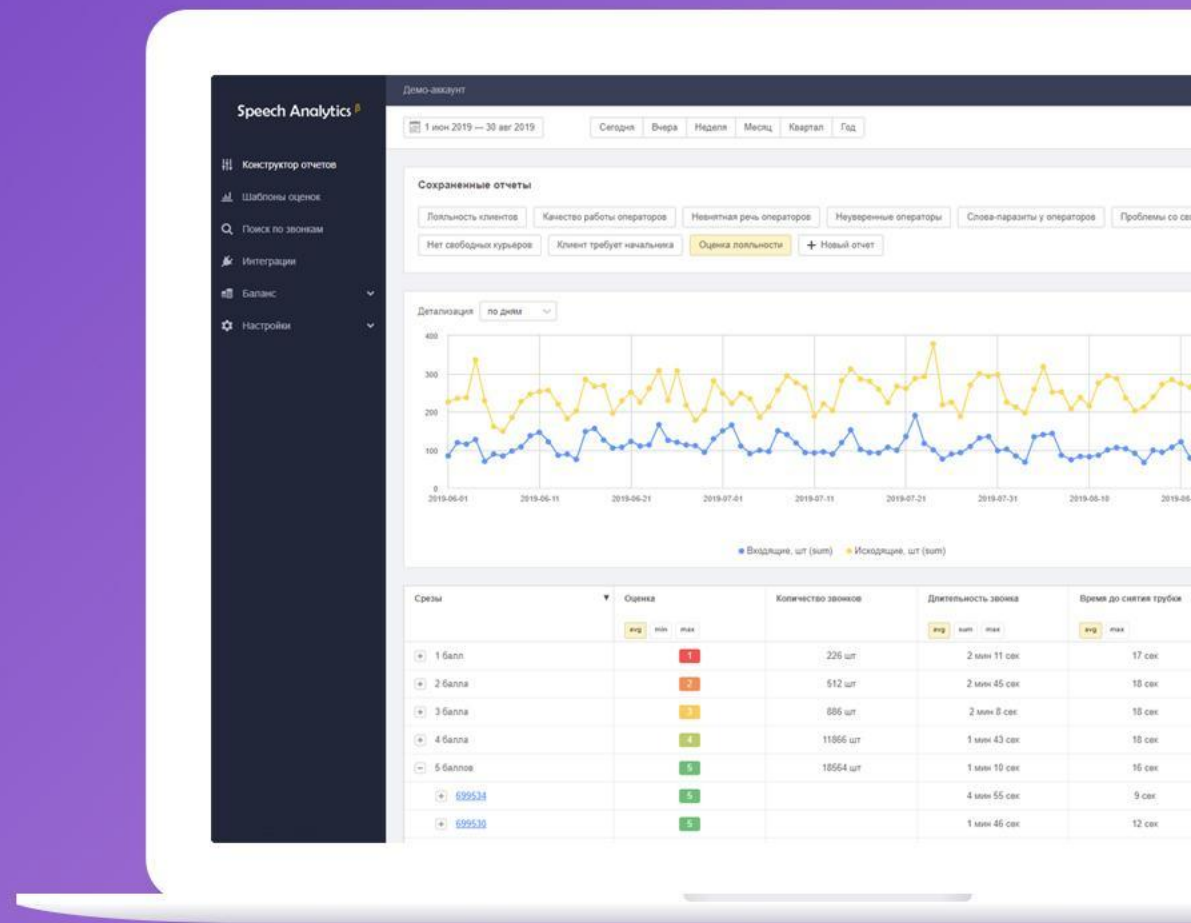 Демо-аккаунт
Speech Analytics β
1 июн 2019 — 30 авг 2019 Сегодня Вчера Неделя Месяц Квартал Год
Конструктор отчетов
Шаблоны оценок
Поиск по звонкам
Интеграции
Баланс
Настройки
Сохраненные отчеты
Лояльность клиентов Качество работы операторов Невнятная речь операторов Неуверенные операторы Слова-паразиты у операторов Проблемы со св
Нет свободных курьеров Клиент требует начальника Оценка лояльности + Новый отчет
Детализация по дням
400
300
200
100
0
2019-06-01 2019-06-11 2019-06-21 2019-07-01 2019-07-11 2019-07-21 2019-07-31 2019-08-10 2019-08
Входящие, шт (sum) Исходящие, шт (sum)
Срезы ▼ Оценка Количество звонков Длительность звонка Время до снятия трубки
avg min max avg sum max avg max
+ 1 балл 1 226 шт 2 мин 11 сек 17 сек
+ 2 балла 2 512 шт 2 мин 45 сек 18 сек
+ 3 балла 3 886 шт 2 мин 8 сек 18 сек
+ 4 балла 4 11866 шт 1 мин 43 сек 18 сек
− 5 баллов 5 18564 шт 1 мин 10 сек 16 сек
+ 699534 5 4 мин 55 сек 9 сек
+ 699530 5 1 мин 46 сек 12 сек